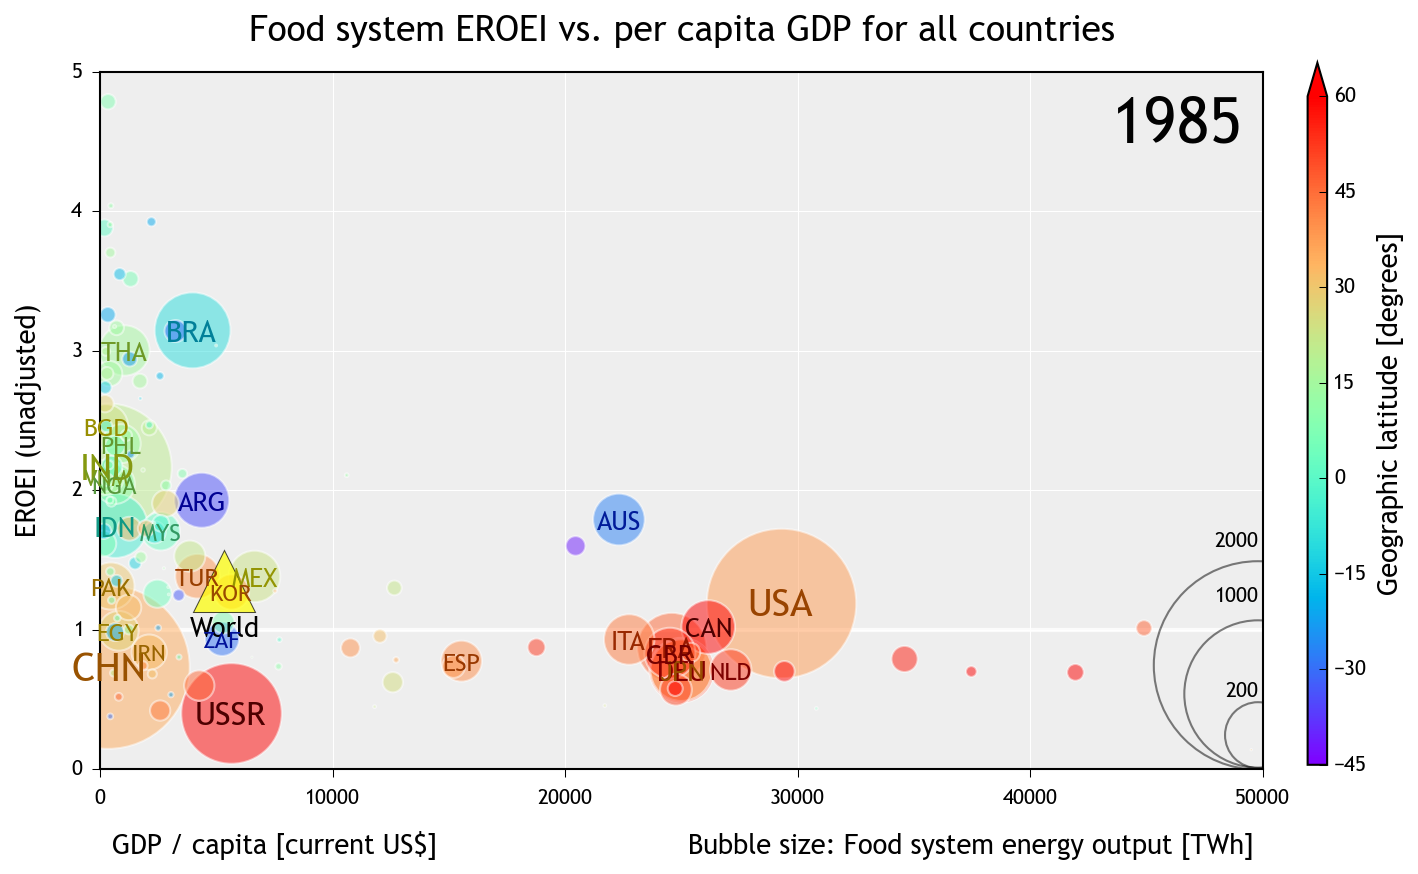 Food system EROEI vs. per capita GDP for all countries
1985
EROEI (unadjusted)
5
4
3
2
1
0
BRA
THA
BGD
PHL
IND
NGA
ARG
IDN
MYS
AUS
TUR
MEX
PAK
KOR
World
USA
EGY
ZAF
CAN
ITA
FRA
GBR
IRN
CHN
ESP
DEU
NLD
USSR
2000
1000
200
0
10000
20000
30000
40000
50000
GDP / capita [current US$]
Bubble size: Food system energy output [TWh]
60
45
30
15
0
−15
−30
−45
Geographic latitude [degrees]